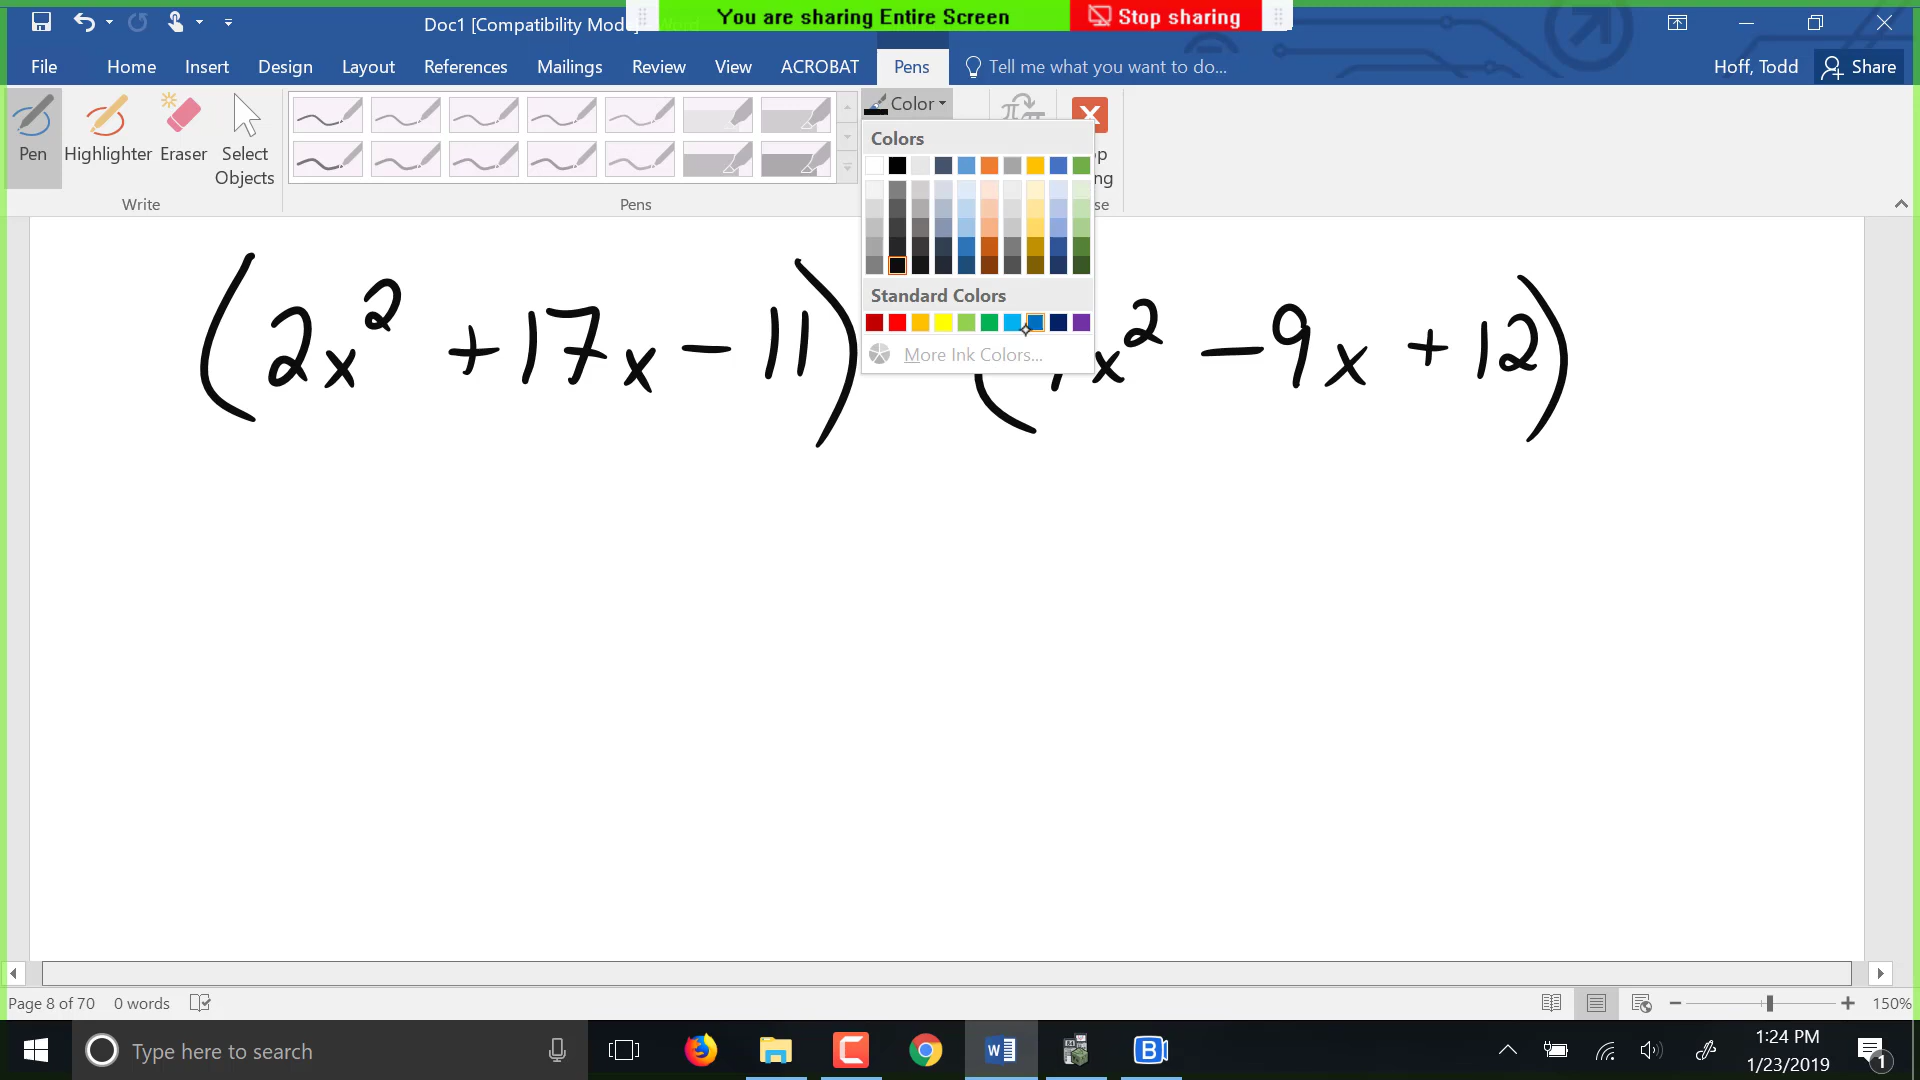 Doc1 [Compatibility Mod
You are sharing Entire Screen
Stop sharing
File Home Insert Design Layout References Mailings Review View ACROBAT Pens Tell me what you want to do... Hoff, Todd Share
Color
Pen Highlighter Eraser Select Objects
Write
Pens
Colors
Standard Colors
More Ink Colors...
(2x² +17x − 11) ( x² − 9x + 12)
Page 8 of 70 0 words
150%
Type here to search
1:24 PM
1/23/2019
1